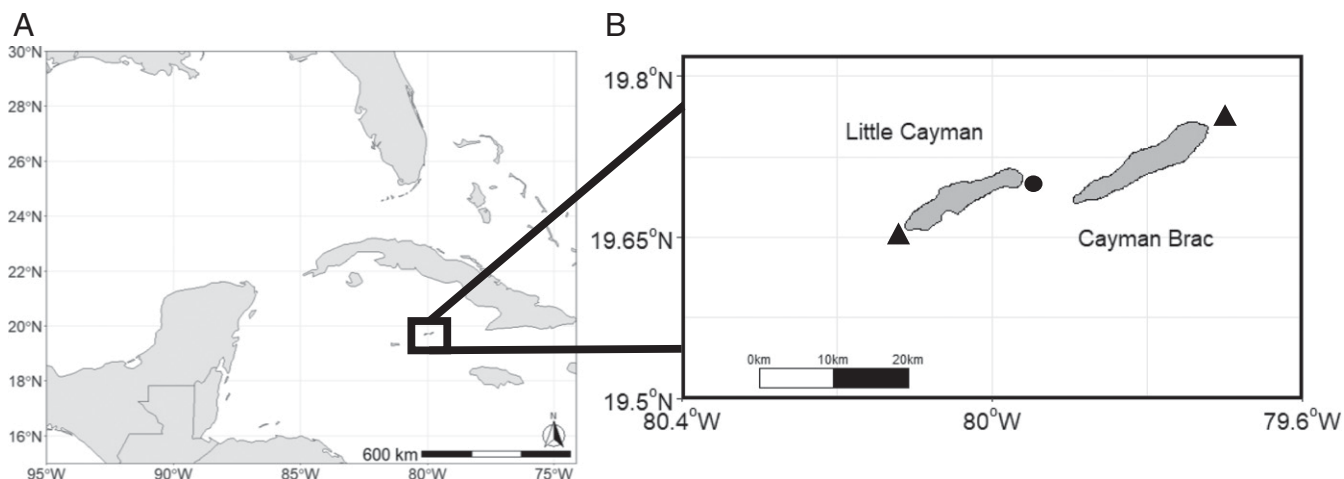 A
B
30°N
28°N
26°N
24°N
22°N
20°N
18°N
16°N
95°W
90°W
85°W
80°W
75°W
600 km
N
19.8°N
19.65°N
19.5°N
80.4°W
80°W
79.6°W
Little Cayman
Cayman Brac
0km 10km 20km